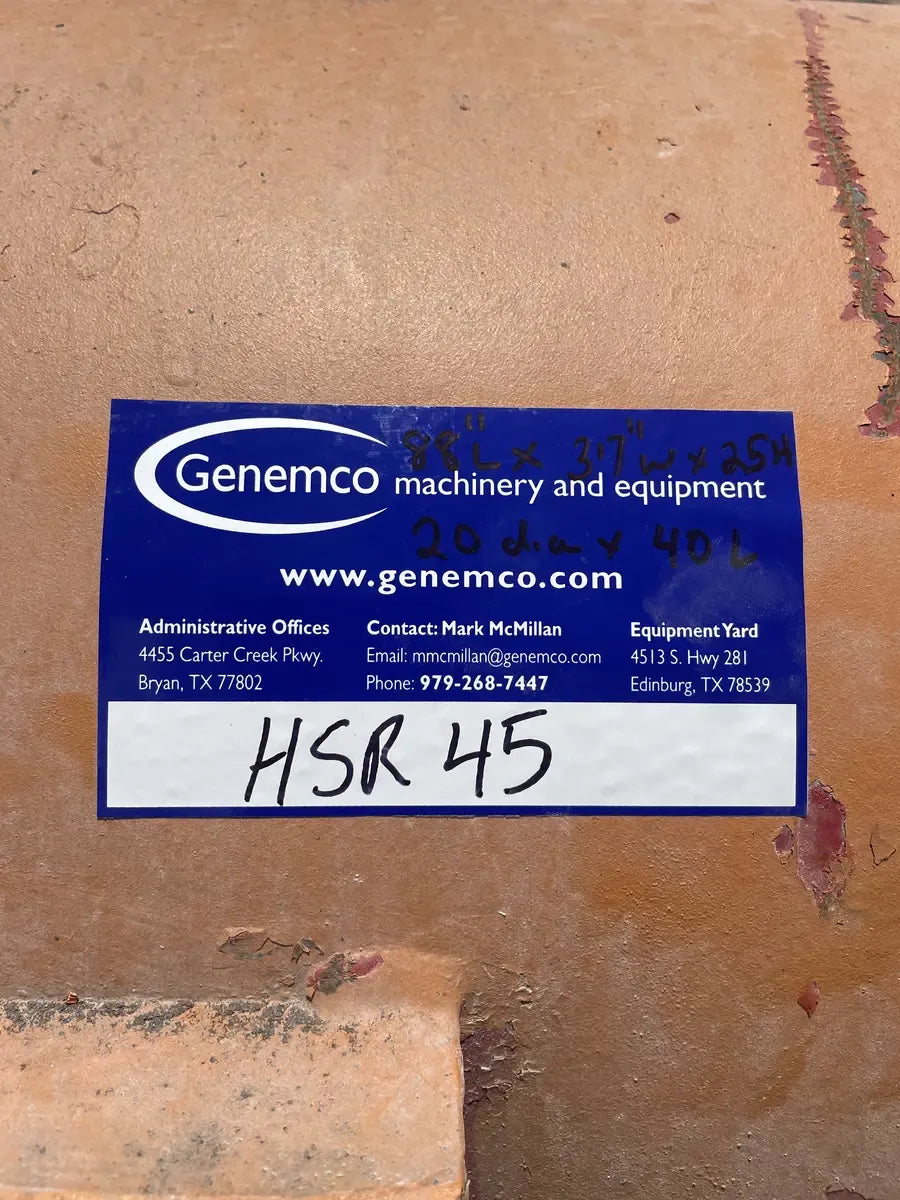 88"L x 37"W x 25H
Genemco machinery and equipment
20 dia x 40 L
www.genemco.com
Administrative Offices
4455 Carter Creek Pkwy.
Bryan, TX 77802
Contact: Mark McMillan
Email: mmcmillan@genemco.com
Phone: 979-268-7447
Equipment Yard
4513 S. Hwy 281
Edinburg, TX 78539
HSR 45